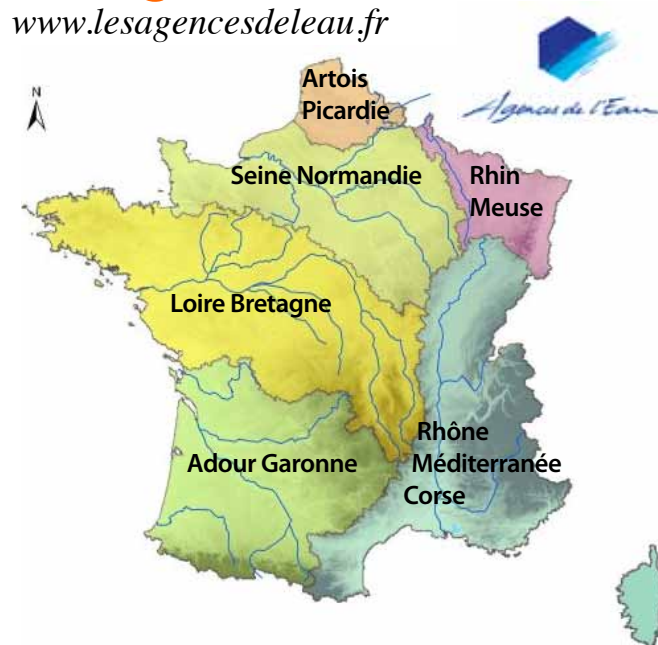 www.lesagencesdeleau.fr
Agences de l'Eau
N
Artois
Picardie
Seine Normandie
Rhin
Meuse
Loire Bretagne
Adour Garonne
Rhône
Méditerranée
Corse